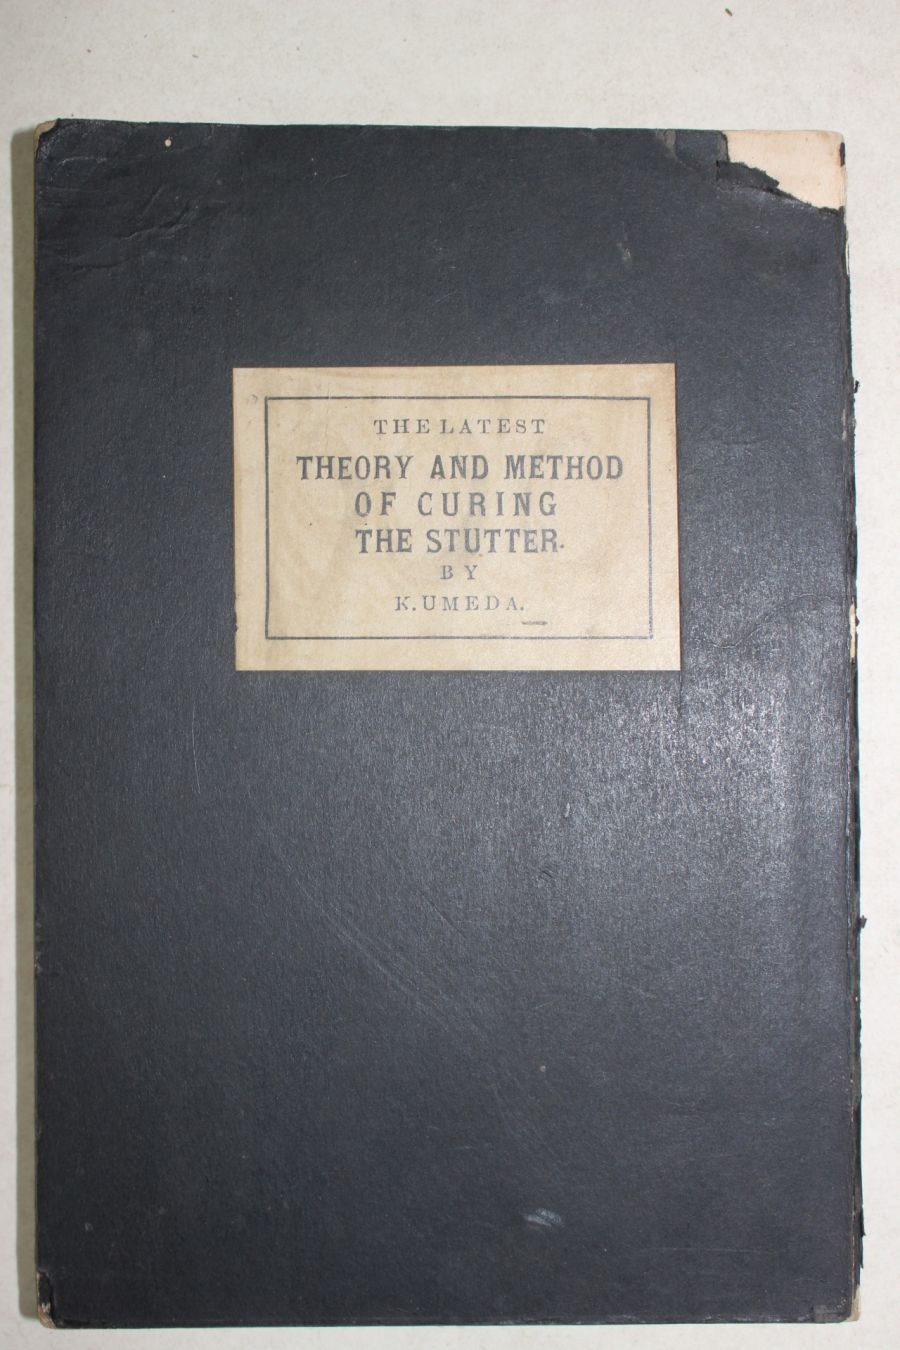 THE LATEST
THEORY AND METHOD
OF CURING
THE STUTTER.
BY
K. UMEDA.